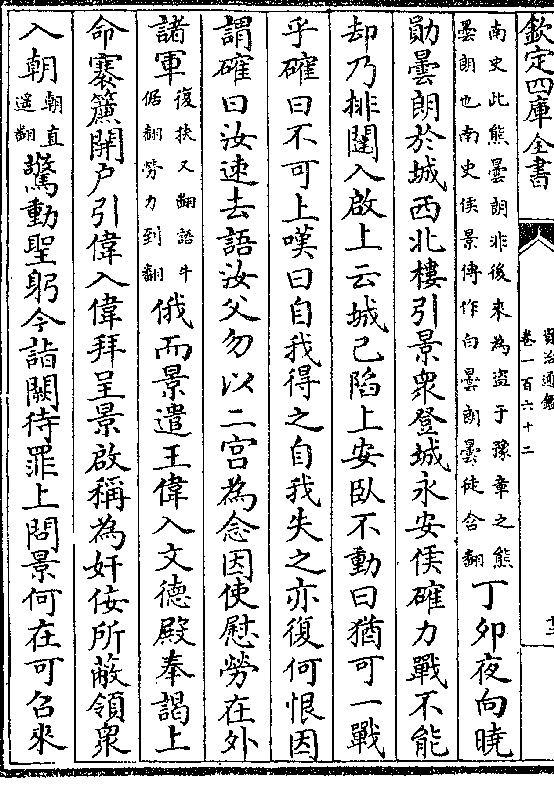 欽定四庫全書
資治通鑑
卷一百六十二
南史此熊曇朗非後來為盜于豫章之熊
曇朗也南史侯景傳作白曇朗曇徒含翻
丁卯夜向曉
勛曇朗於城西北樓引景衆登城永安侯確力戰不能
却乃排闥入啟上云城已陷上安卧不動曰猶可一戰
乎確曰不可上嘆曰自我得之自我失之亦復何恨因
謂確曰汝速去語汝父勿以二宮為念因使慰勞在外
諸軍
復扶又翻語牛
倨翻勞力到翻
俄而景遣王偉入文德殿奉謁上
命褰簾開户引偉入偉拜呈景啟稱為奸佞所蔽領衆
入朝
朝直
遥翻
驚動聖躬今詣闕待罪上問景何在可召來